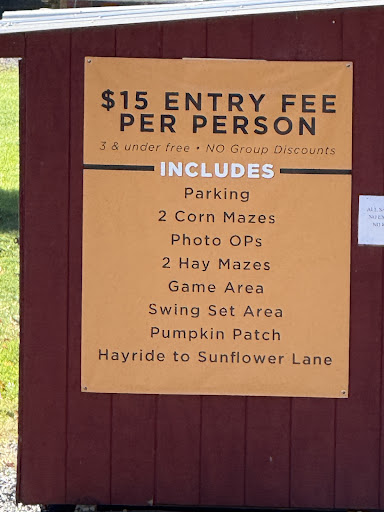 $15 ENTRY FEE
PER PERSON
3 & under free • NO Group Discounts
INCLUDES
Parking
2 Corn Mazes
Photo OPs
2 Hay Mazes
Game Area
Swing Set Area
Pumpkin Patch
Hayride to Sunflower Lane